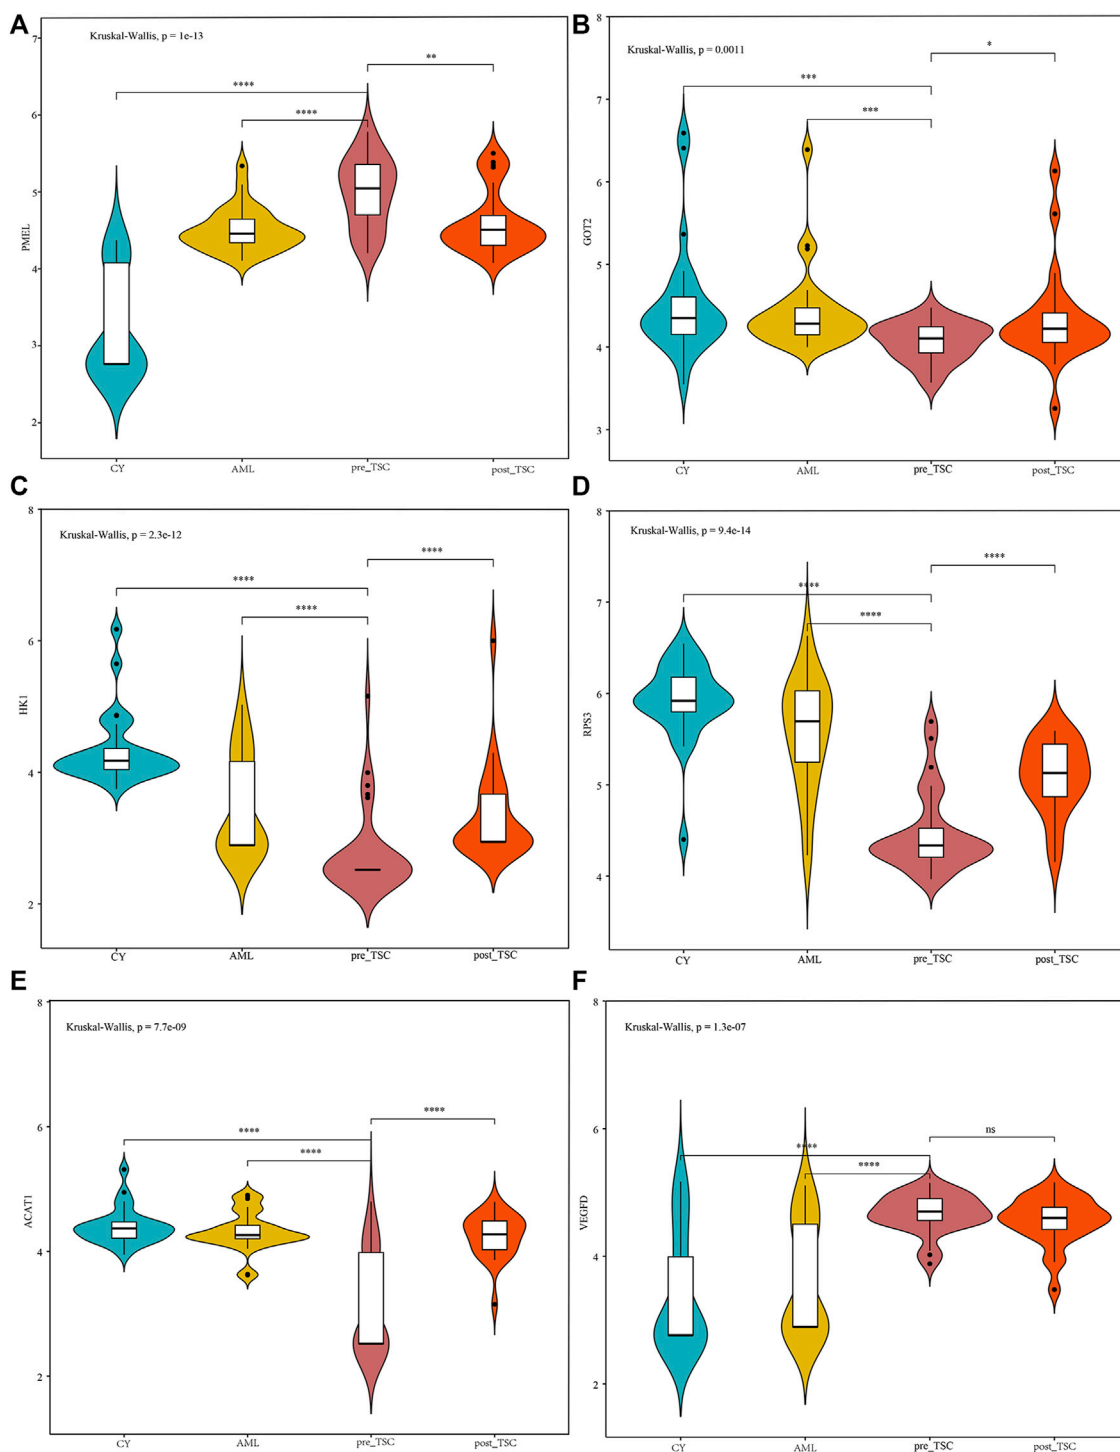 A
Kruskal-Wallis, p = 1e-13
**
****
****
7
6
5
4
3
2
PMEL
CY AML pre_TSC post_TSC
B
Kruskal-Wallis, p = 0.0011
*
***
***
8
7
6
5
4
3
GOT2
CY AML pre_TSC post_TSC
C
Kruskal-Wallis, p = 2.3e-12
****
****
****
8
6
4
2
HK1
CY AML pre_TSC post_TSC
D
Kruskal-Wallis, p = 9.4e-14
****
****
****
8
7
6
5
4
RPS3
CY AML pre_TSC post_TSC
E
Kruskal-Wallis, p = 7.7e-09
****
****
****
8
6
4
2
ACAT1
CY AML pre_TSC post_TSC
F
Kruskal-Wallis, p = 1.3e-07
ns
****
****
8
6
4
2
VEGFD
CY AML pre_TSC post_TSC